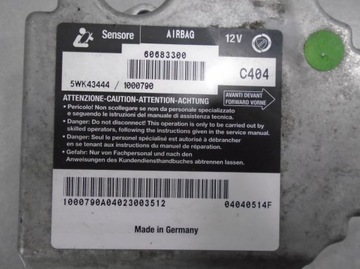 Sensore AIRBAG 12V
60683300
5WK43444 / 1000790
C404
AVANTI DEVANT
FORWARD VORNE
ATTENZIONE-CAUTION-ATTENTION-ACHTUNG
• Pericolo! Non scollegare se non da personale specializzato
e seguendo le istruzioni del manuale di assistenza tecnica.
• Danger: Do not disconnect! This operation is only to be carried out by
skilled operators, following the instructions given in the service manual.
• Danger! Seul le personnel spécialisé est autorisé à débrancher
en se tenant aux instructions du manuel de réparation.
• Gefahr: Nur von Fachpersonal und nach den
Anweisungen des Kundendiensthandbuches abtrennen lassen.
1000790A04023003512
04040514F
Made in Germany